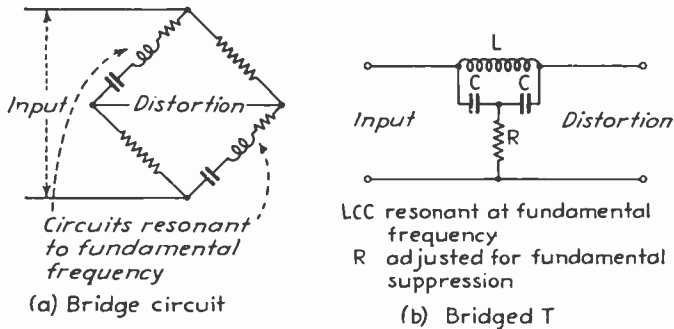 Input
Distortion
Circuits resonant
to fundamental
frequency
(a) Bridge circuit
L
C C
R
Input
Distortion
LCC resonant at fundamental
frequency
R adjusted for fundamental
suppression
(b) Bridged T